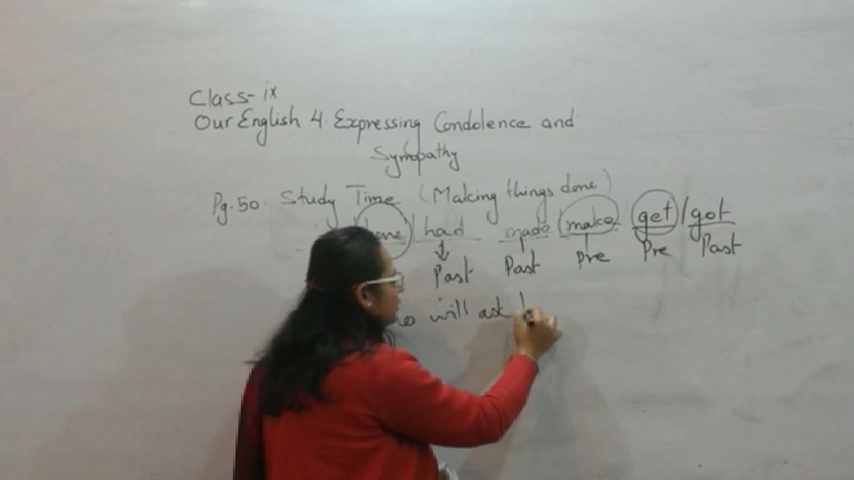 Class-ix
Our English 4 Expressing Condolence and
Sympathy
Pg.50. Study Time (Making things done)
/had made make get/got
Past Past Pre Pre Past
will ask